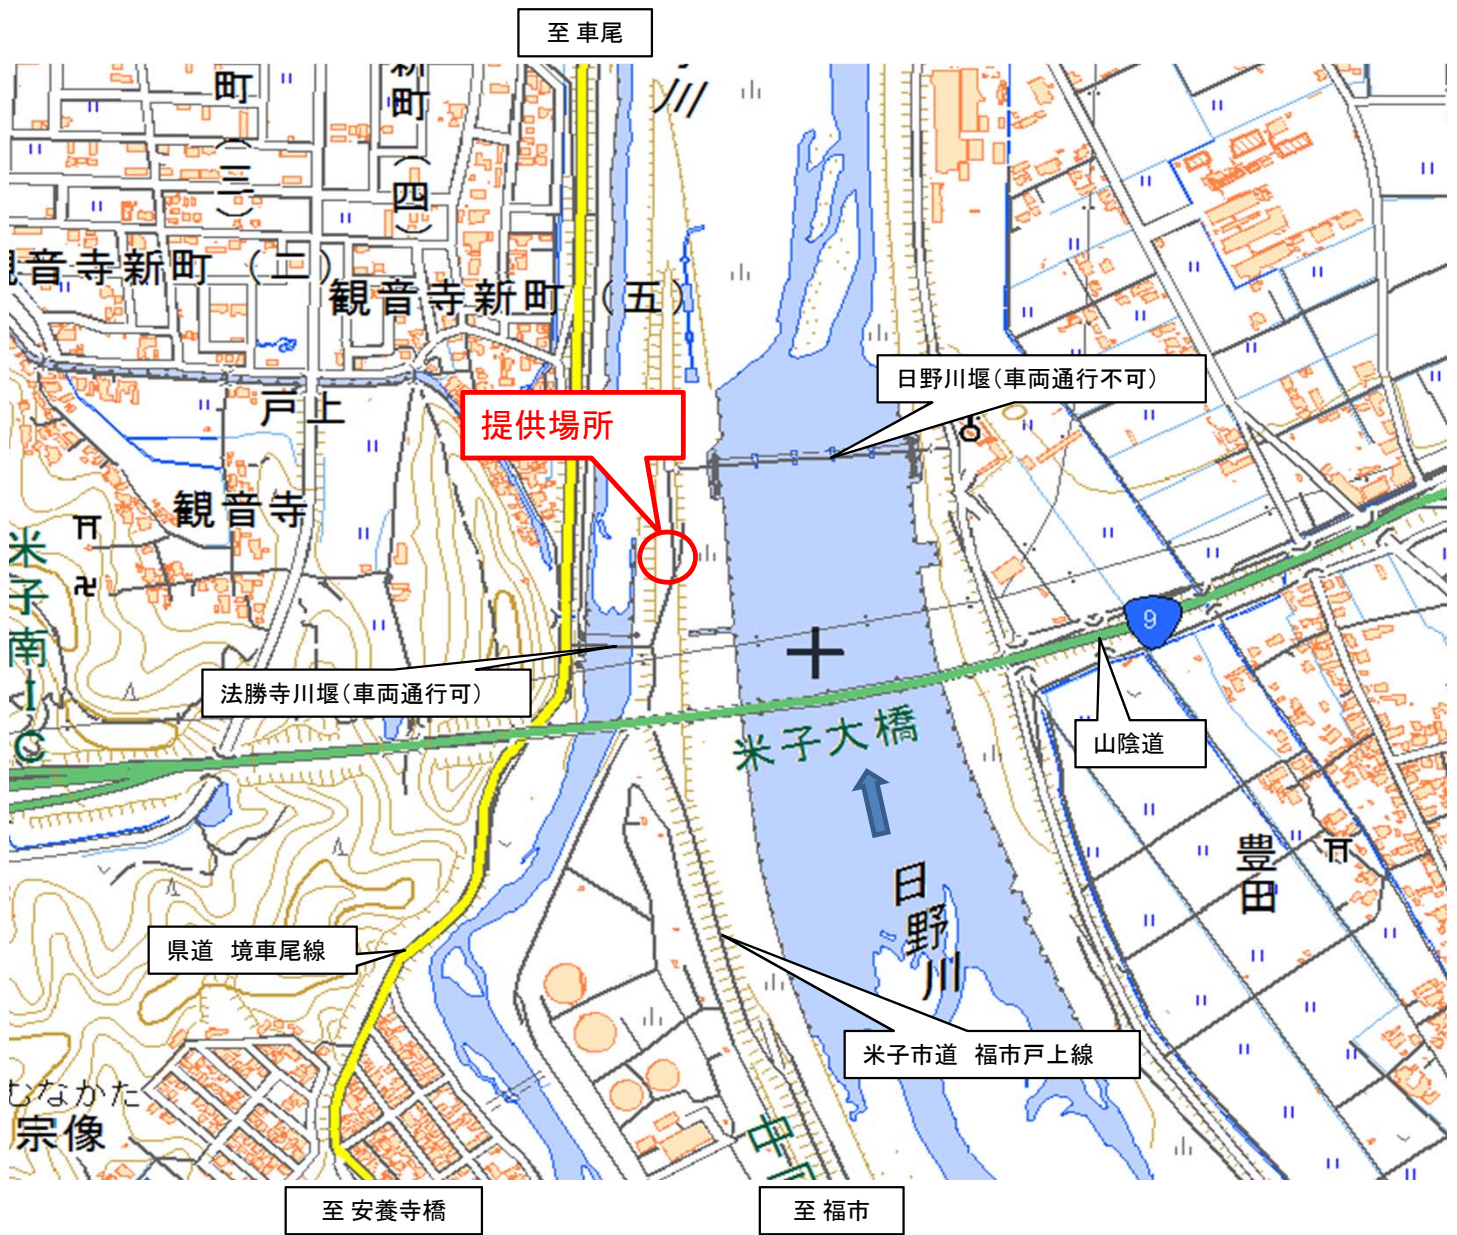 至 車尾
町(三)
新町(四)
川
観音寺新町(二)
観音寺新町(五)
日野川堰(車両通行不可)
戸上
提供場所
観音寺
米子南IC
9
法勝寺川堰(車両通行可)
山陰道
米子大橋
豊田
日野川
県道 境車尾線
米子市道 福市戸上線
むなかた
宗像
中
至 安養寺橋
至 福市